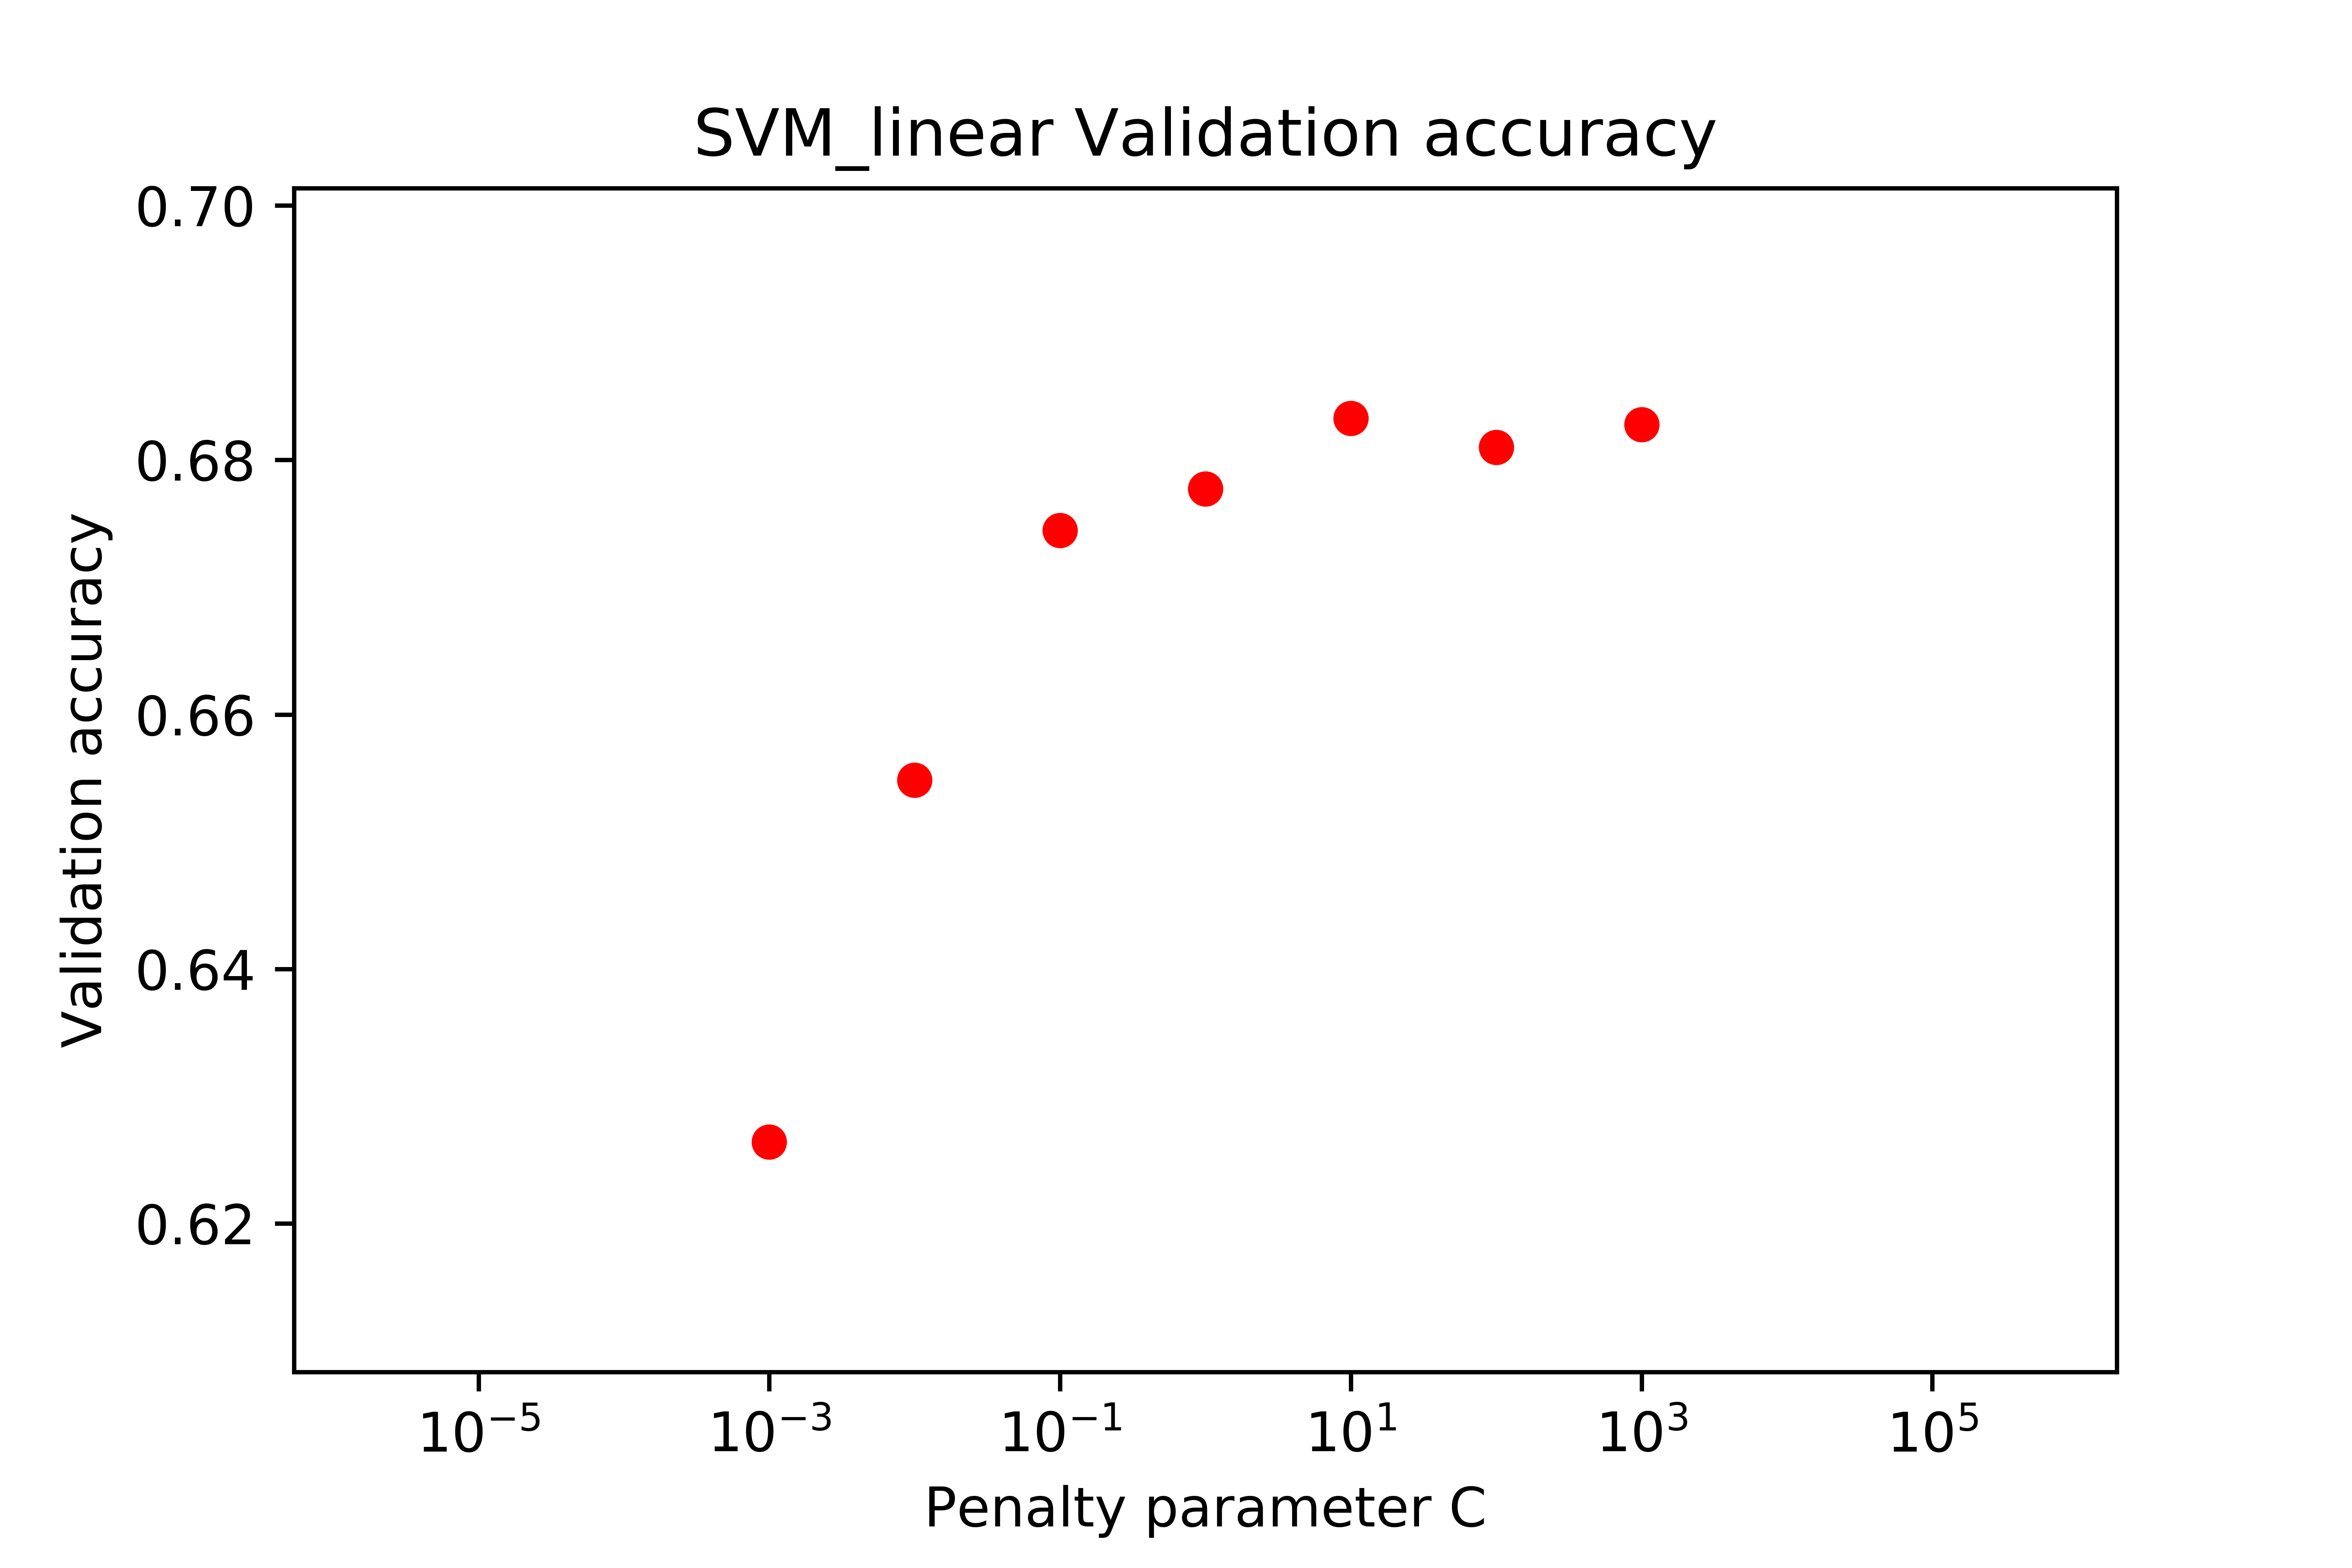 SVM_linear Validation accuracy
0.70
0.68
0.66
0.64
0.62
Validation accuracy
10⁻⁵ 10⁻³ 10⁻¹ 10¹ 10³ 10⁵
Penalty parameter C